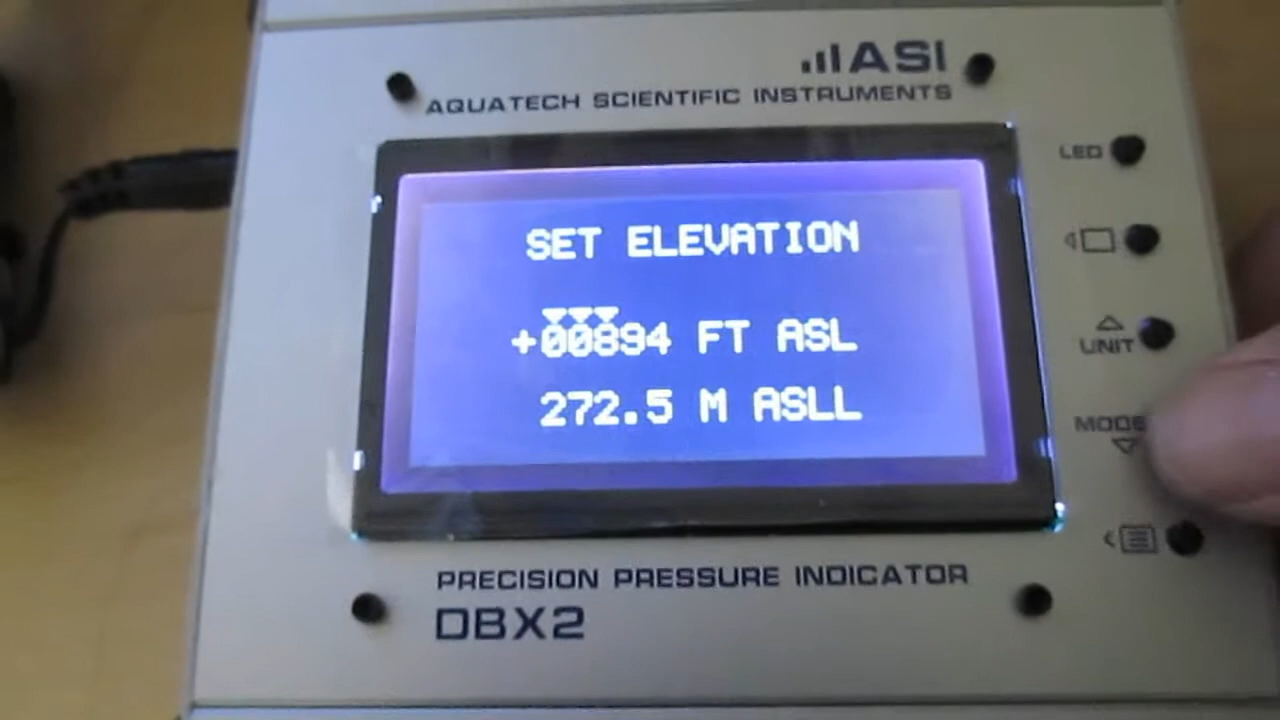 ASI
AQUATECH SCIENTIFIC INSTRUMENTS
LED
SET ELEVATION
+00894 FT ASL
UNIT
272.5 M ASLL
MODE
PRECISION PRESSURE INDICATOR
DBX2